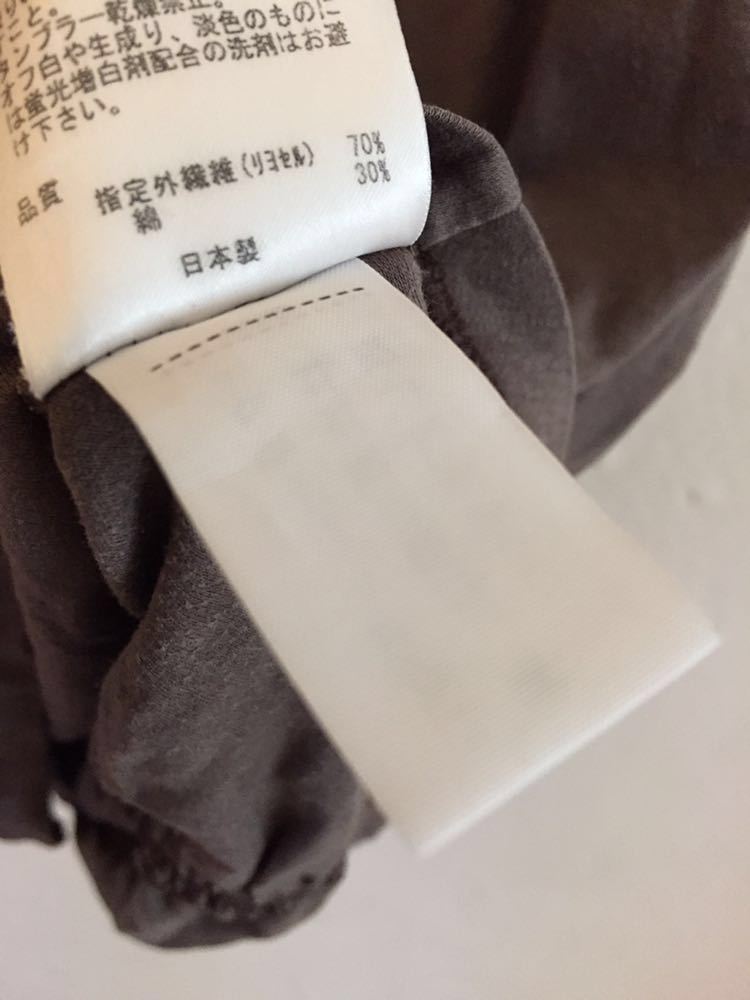 こと。
タンブラー乾燥禁止。
オフ白や生成り、淡色のものに
は蛍光増白剤配合の洗剤はお避
け下さい。
品質 指定外繊維(リヨセル) 70%
綿 30%
日本製